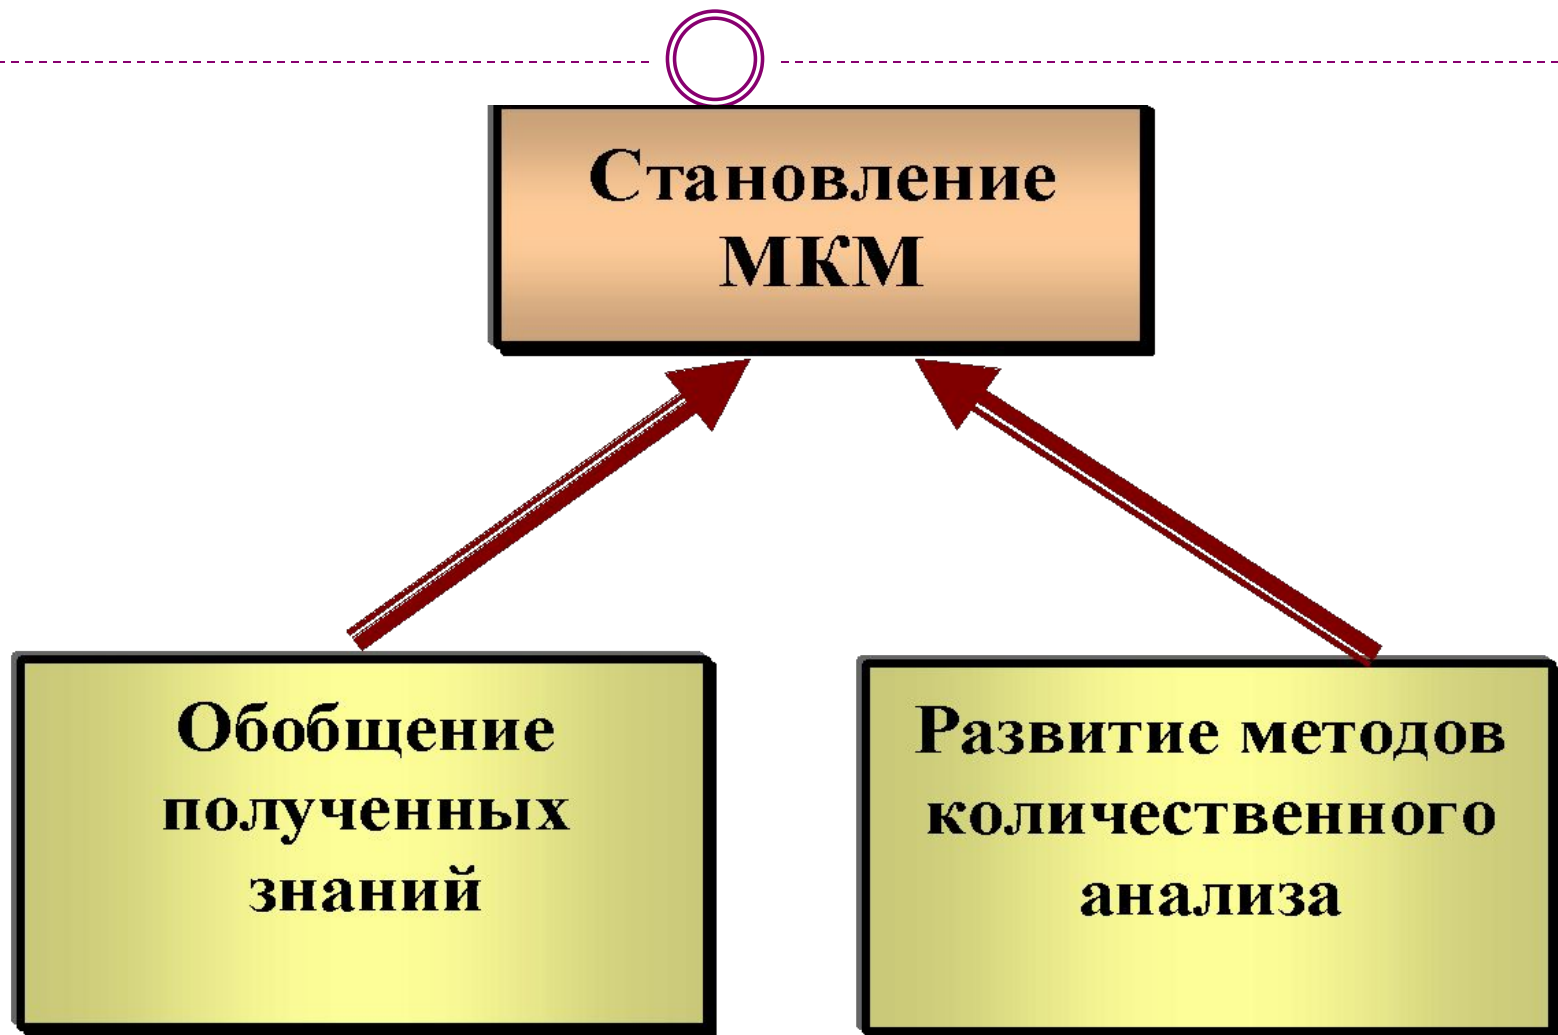 Становление
МКМ
Обобщение
полученных
знаний
Развитие методов
количественного
анализа